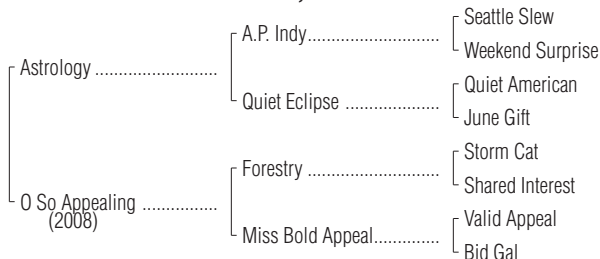 Seattle Slew
A.P. Indy............................
Weekend Surprise
Astrology ..........................
Quiet American
Quiet Eclipse ....................
June Gift
Storm Cat
Forestry ............................
Shared Interest
O So Appealing ................
(2008)
Valid Appeal
Miss Bold Appeal..............
Bid Gal